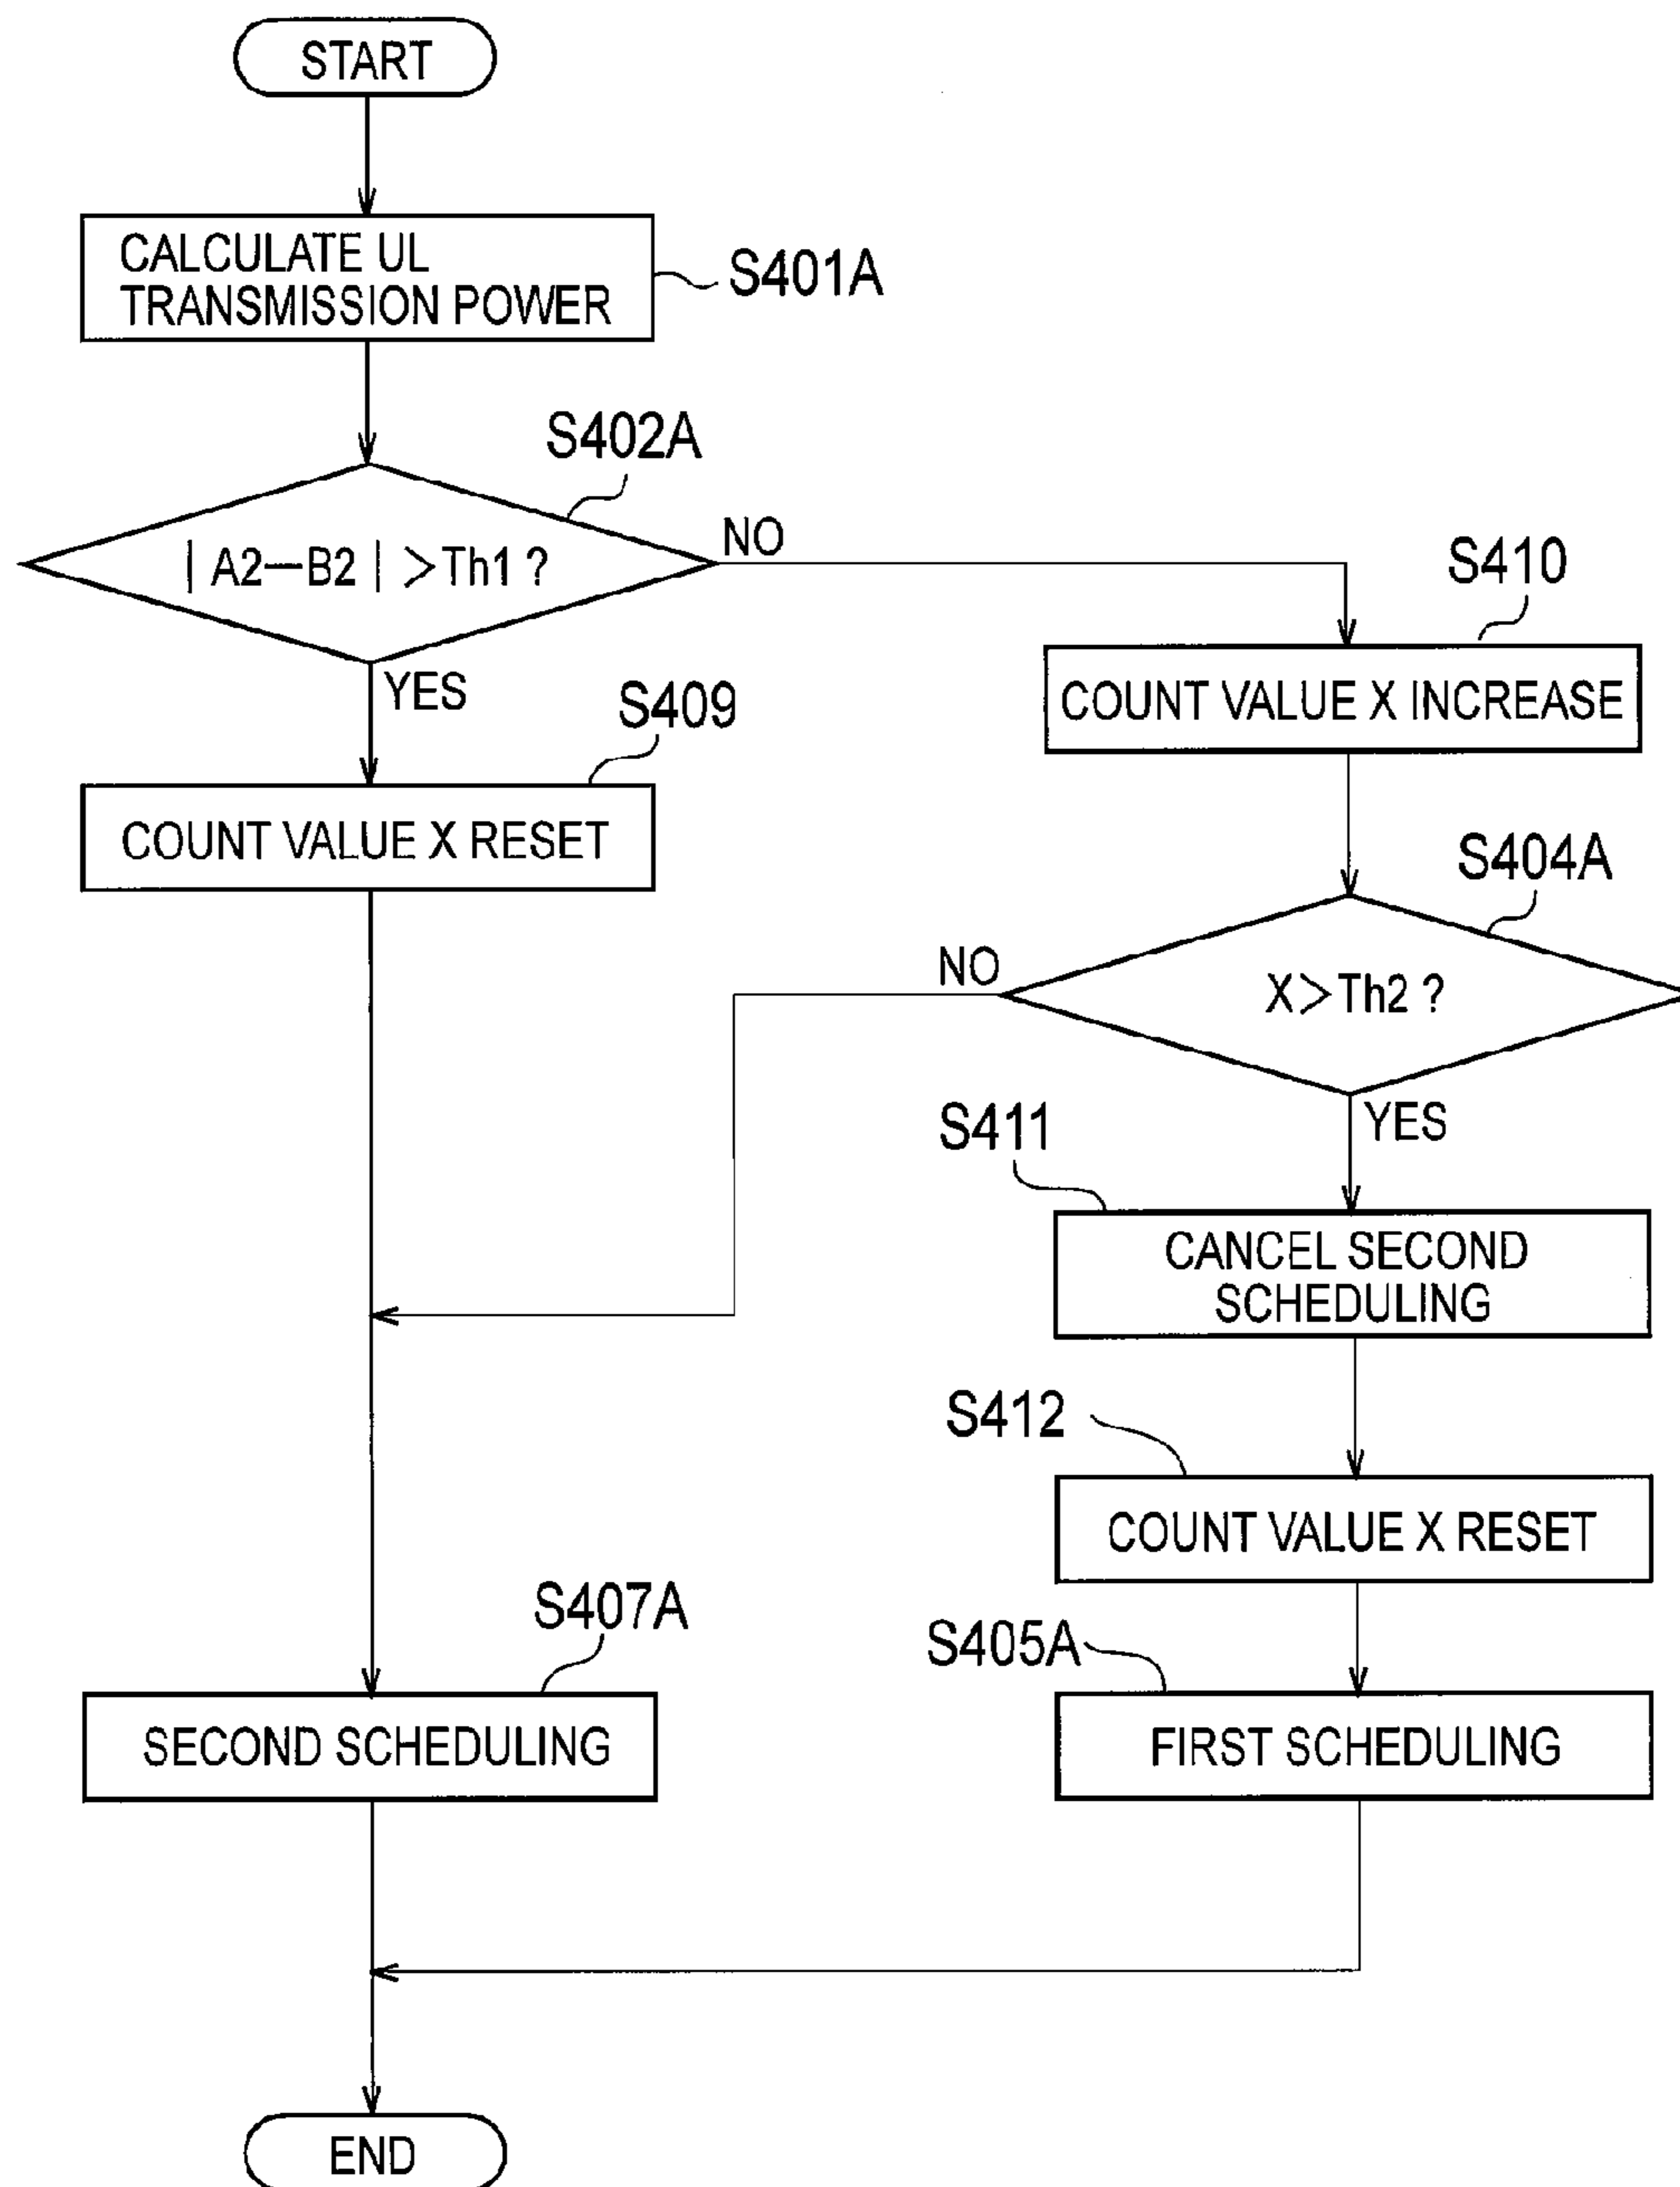 START
CALCULATE UL
TRANSMISSION POWER
S401A
S402A
| A2—B2 | >Th1 ?
NO
YES
S410
COUNT VALUE X INCREASE
S409
COUNT VALUE X RESET
S404A
X>Th2 ?
NO
YES
S411
CANCEL SECOND
SCHEDULING
S412
COUNT VALUE X RESET
S407A
SECOND SCHEDULING
S405A
FIRST SCHEDULING
END